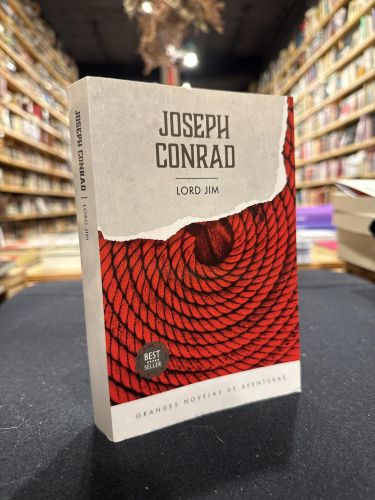 JOSEPH
CONRAD
LORD JIM
BEST
SELLER
GRANDES NOVELAS DE AVENTURAS
JOSEPH CONRAD | LORD JIM